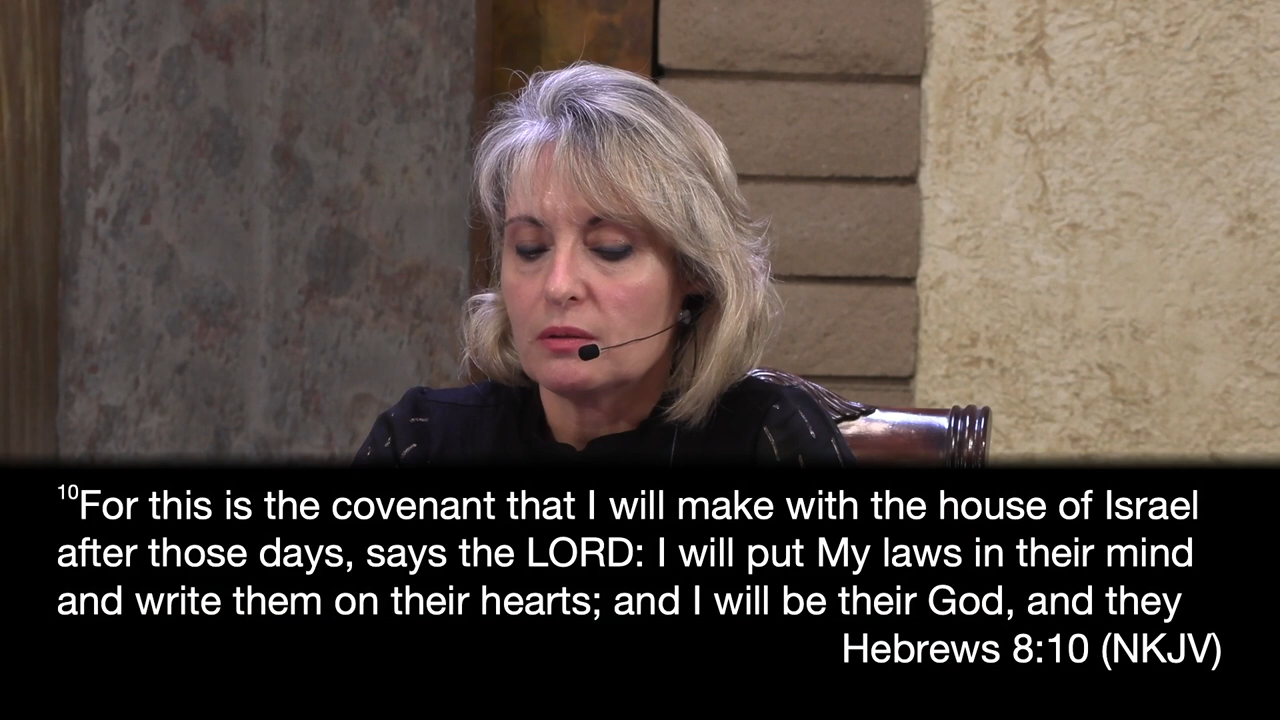 10For this is the covenant that I will make with the house of Israel
after those days, says the LORD: I will put My laws in their mind
and write them on their hearts; and I will be their God, and they
Hebrews 8:10 (NKJV)